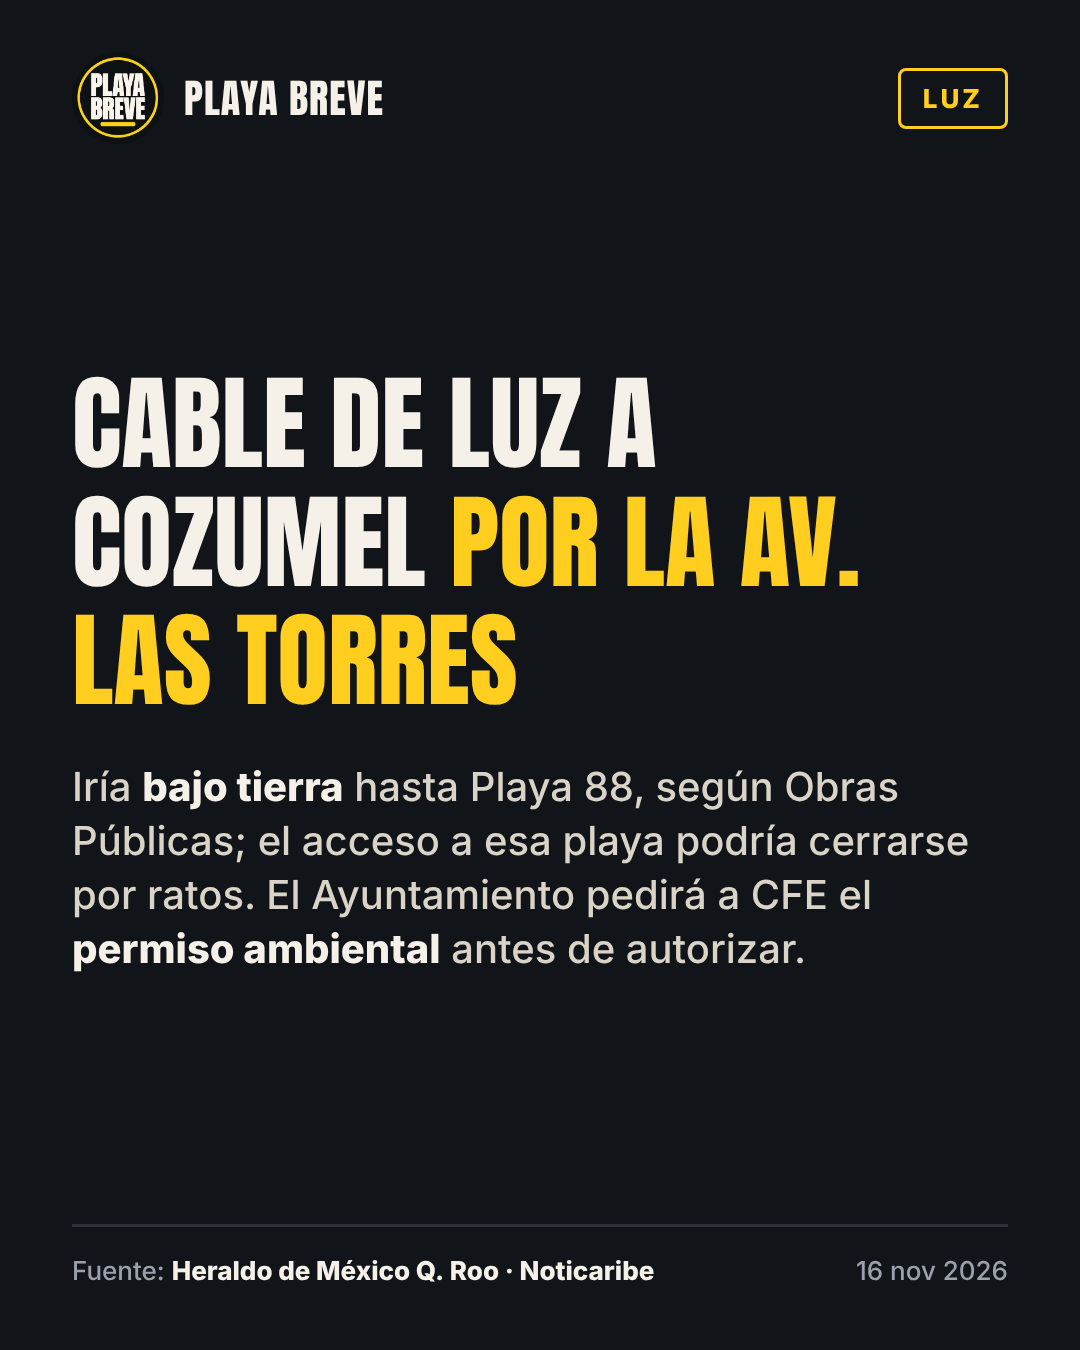 PLAYA
BREVE
PLAYA BREVE
LUZ
CABLE DE LUZ A
COZUMEL POR LA AV.
LAS TORRES
Iría bajo tierra hasta Playa 88, según Obras
Públicas; el acceso a esa playa podría cerrarse
por ratos. El Ayuntamiento pedirá a CFE el
permiso ambiental antes de autorizar.
Fuente: Heraldo de México Q. Roo · Noticaribe
16 nov 2026